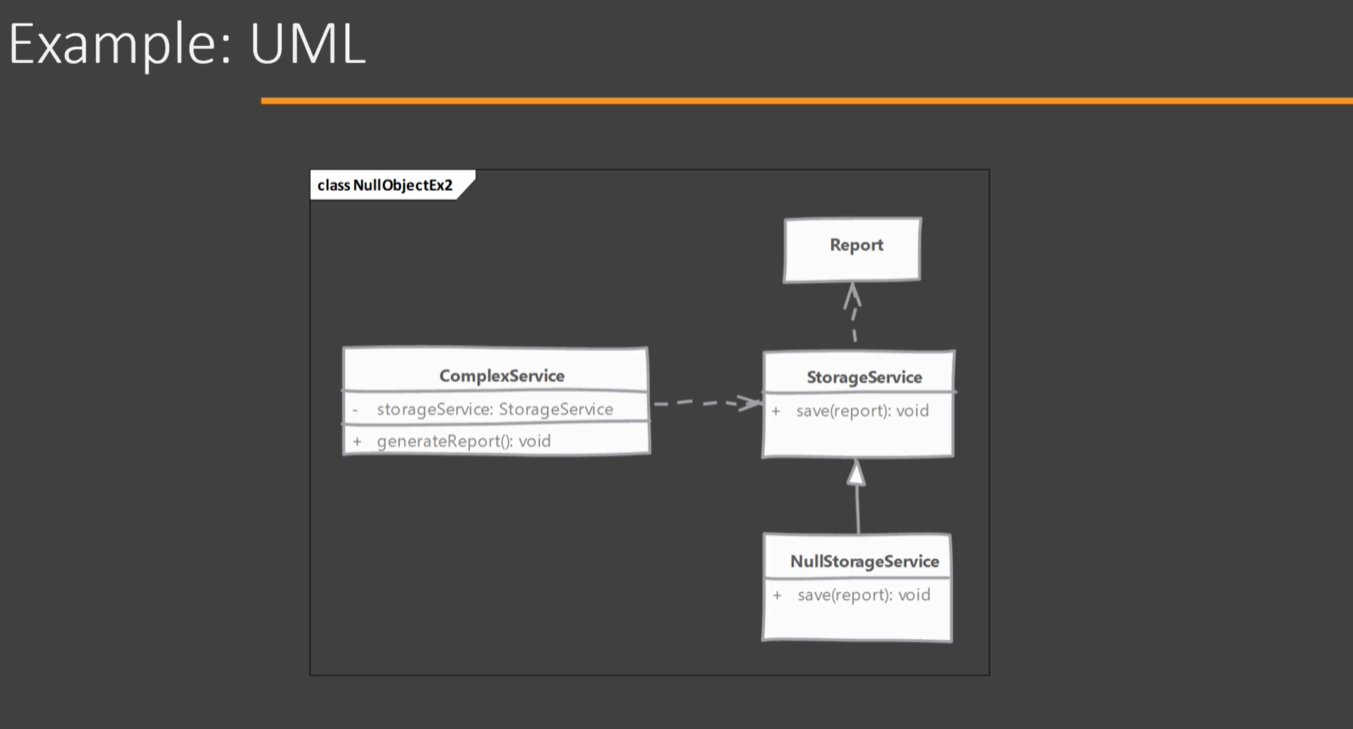 Example: UML
class NullObjectEx2
Report
ComplexService
- storageService: StorageService
+ generateReport(): void
StorageService
+ save(report): void
NullStorageService
+ save(report): void